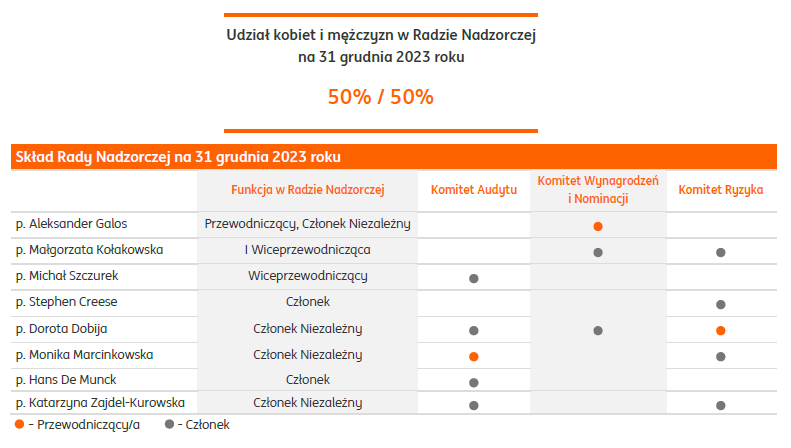 Udział kobiet i mężczyzn w Radzie Nadzorczej
na 31 grudnia 2023 roku
50% / 50%
Skład Rady Nadzorczej na 31 grudnia 2023 roku
Funkcja w Radzie Nadzorczej Komitet Audytu Komitet Wynagrodzeń i Nominacji Komitet Ryzyka
p. Aleksander Galos Przewodniczący, Członek Niezależny
p. Małgorzata Kołakowska I Wiceprzewodnicząca
p. Michał Szczurek Wiceprzewodniczący
p. Stephen Creese Członek
p. Dorota Dobija Członek Niezależny
p. Monika Marcinkowska Członek Niezależny
p. Hans De Munck Członek
p. Katarzyna Zajdel-Kurowska Członek Niezależny
- Przewodniczący/a - Członek